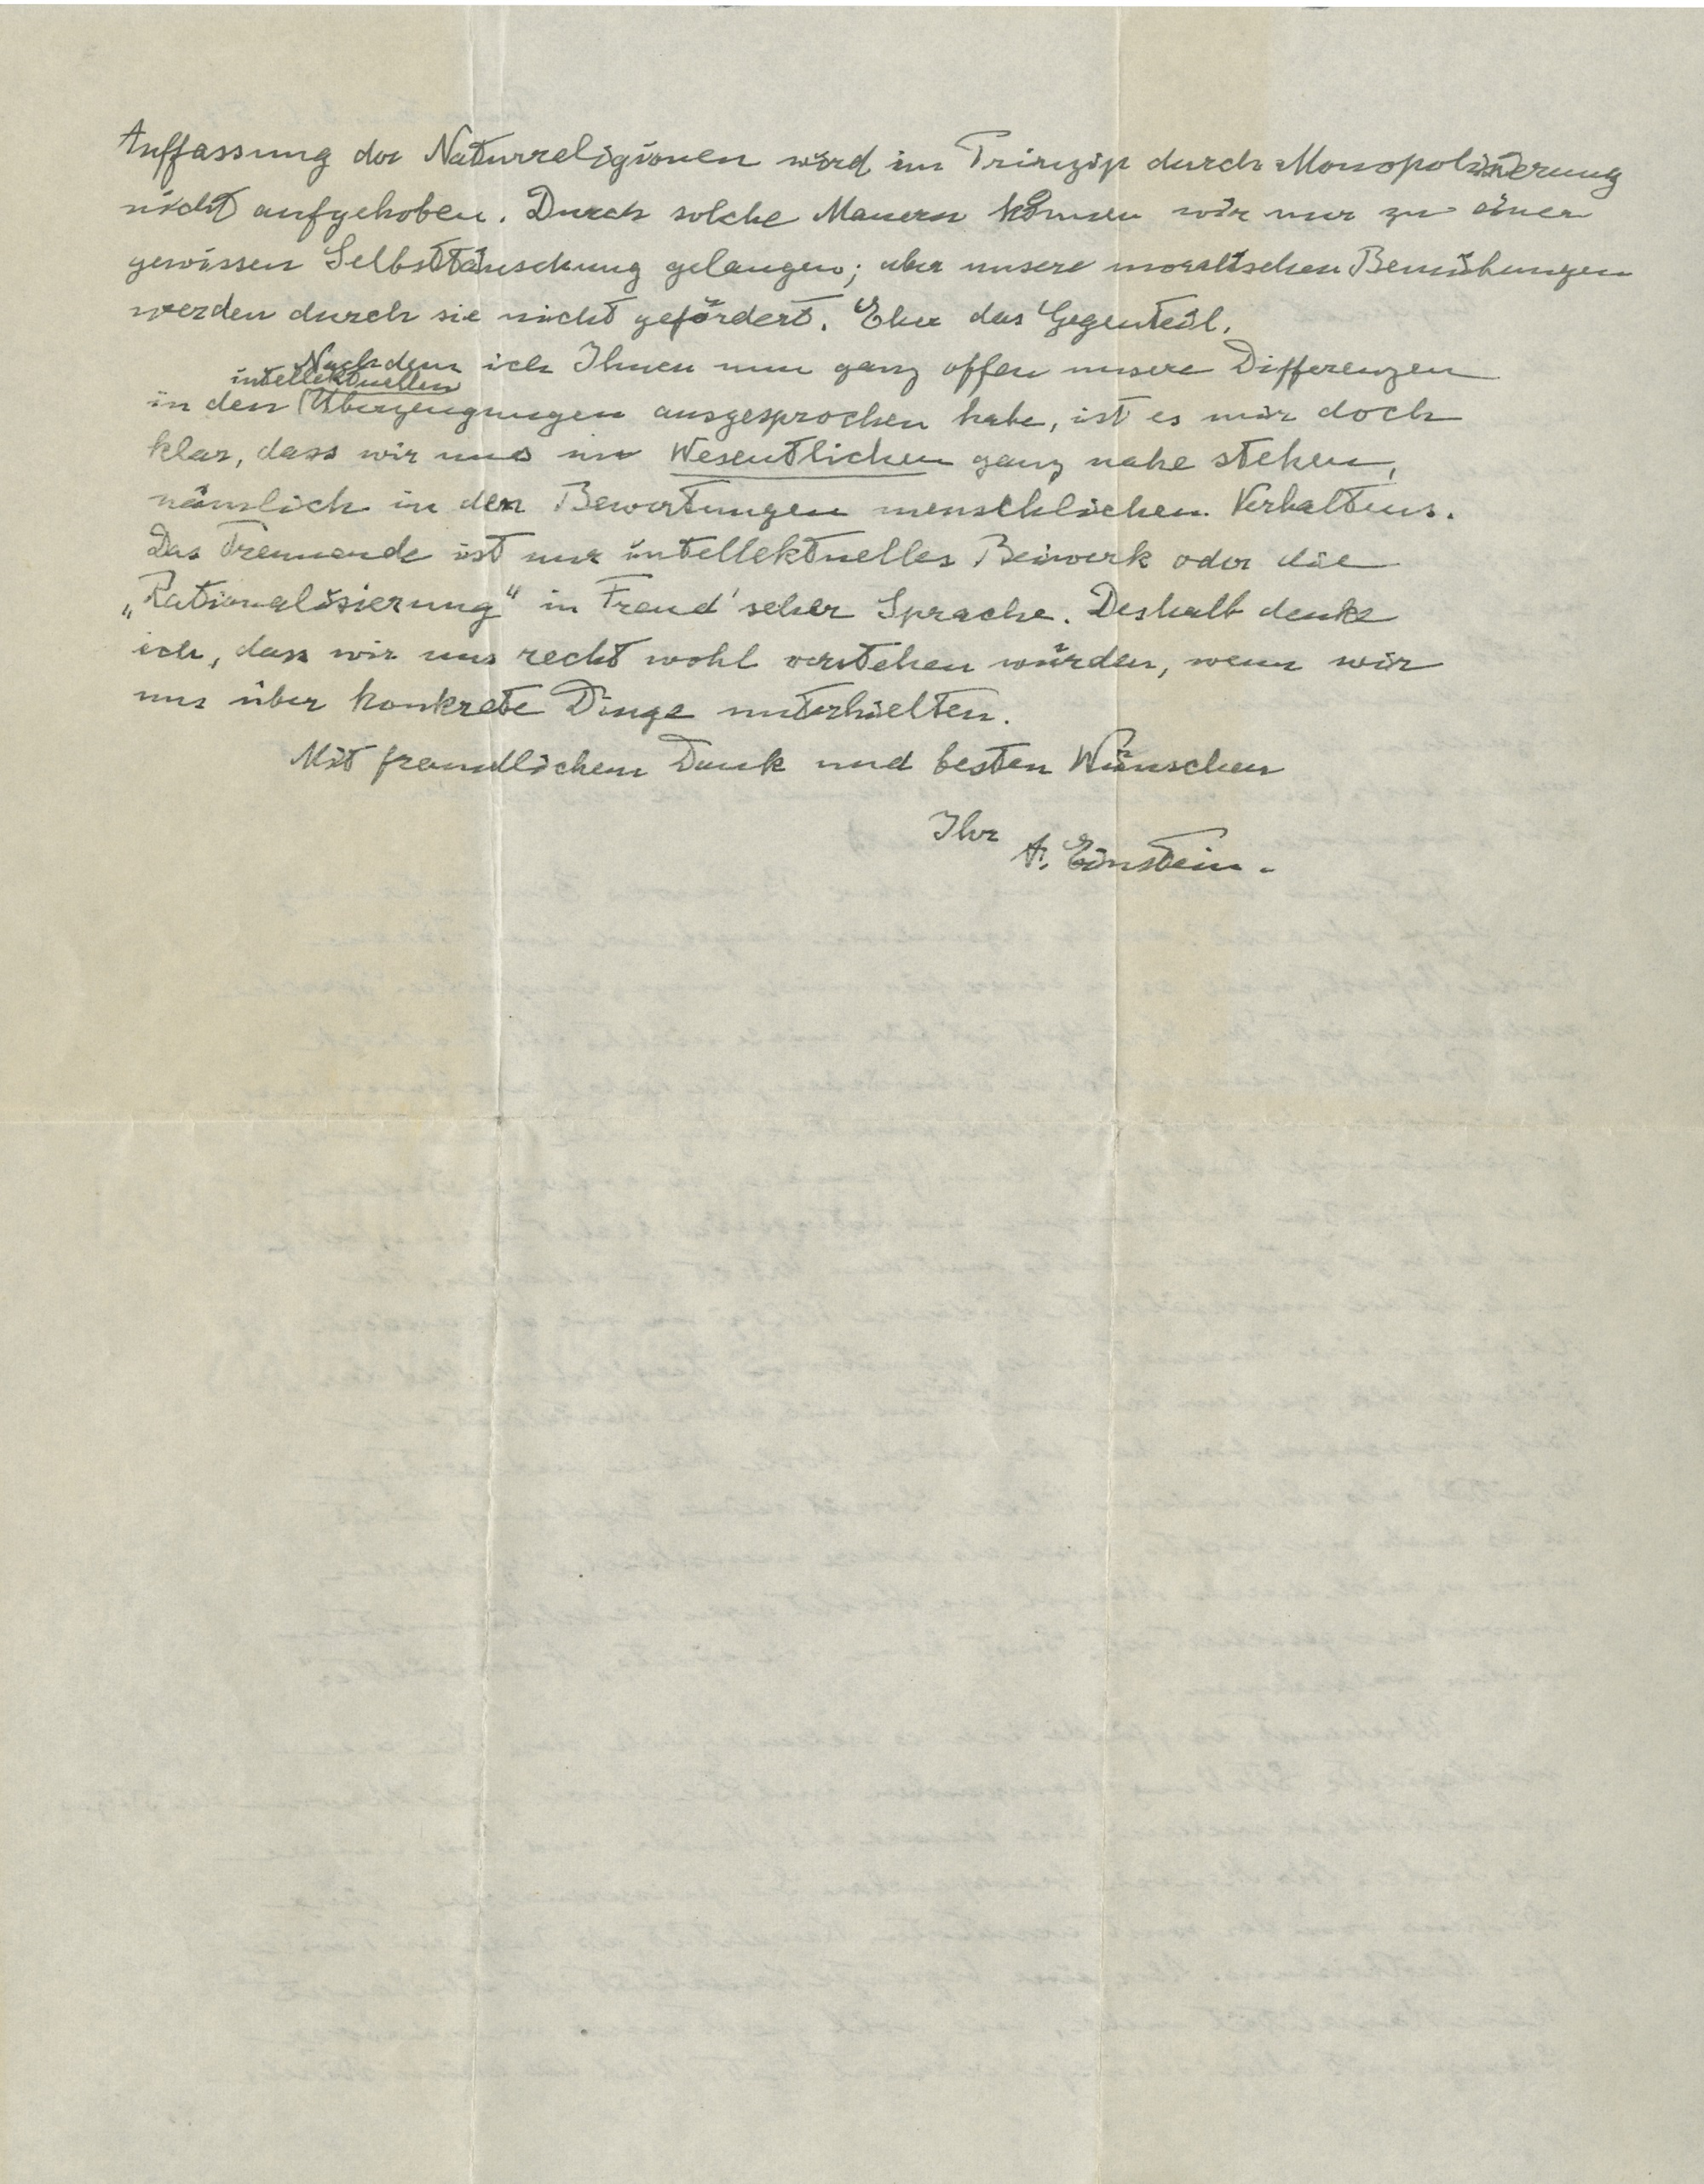 Auffassung der Naturreligionen wird im Prinzip durch Monopolisierung
nicht aufgehoben. Durch solche Mauern können wir nur zu einer
gewissen Selbsttäuschung gelangen; aber unsere moralischen Bemühungen
werden durch sie nicht gefördert. Eher das Gegenteil.
Nachdem ich Ihnen nun ganz offen unsere Differenzen
intellektuellen
in den Überzeugungen ausgesprochen habe, ist es mir doch
klar, dass wir uns im Wesentlichen ganz nahe stehen,
nämlich in den Bewertungen menschlichen Verhaltens.
Das Trennende ist nur intellektuelles Beiwerk oder die
„Rationalisierung“ in Freud'scher Sprache. Deshalb denke
ich, dass wir uns recht wohl verstehen würden, wenn wir
uns über konkrete Dinge unterhielten.
Mit freundlichem Dank und besten Wünschen
Ihr
A. Einstein.